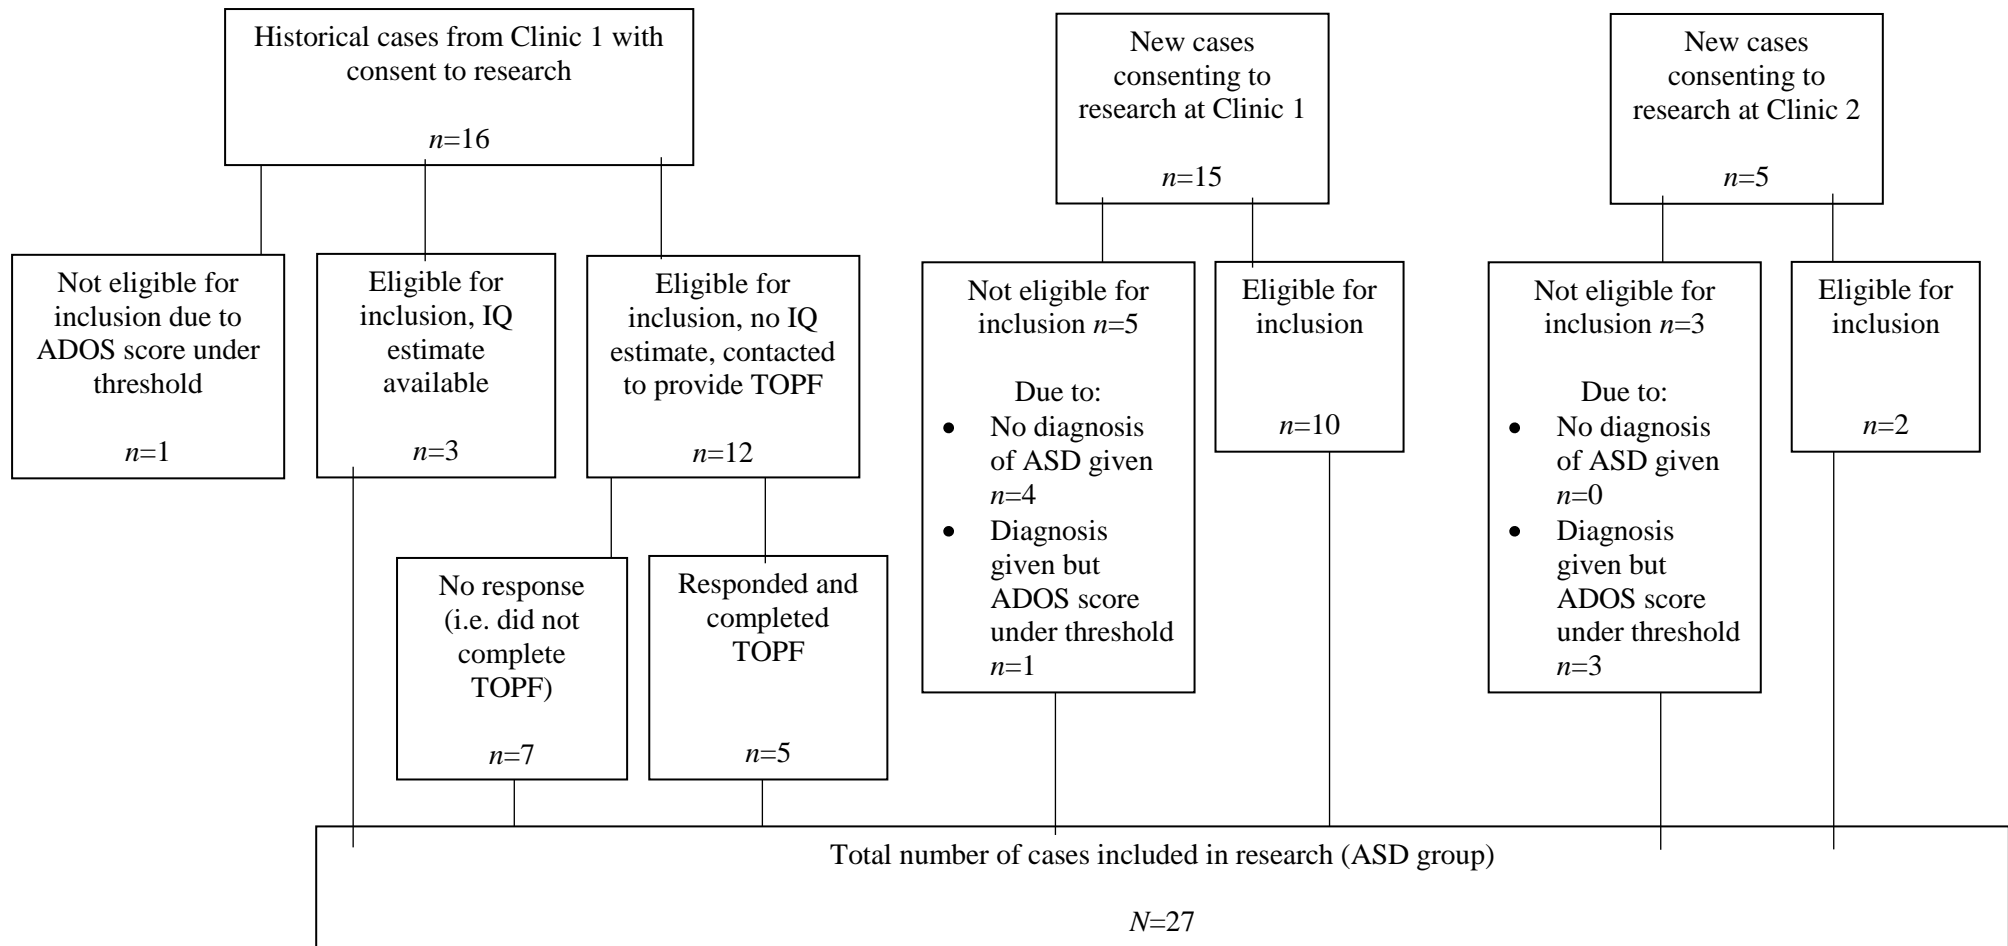 Historical cases from Clinic 1 with
consent to research
n=16
New cases
consenting to
research at Clinic 1
n=15
New cases
consenting to
research at Clinic 2
n=5
Not eligible for
inclusion due to
ADOS score under
threshold
n=1
Eligible for
inclusion, IQ
estimate
available
n=3
Eligible for
inclusion, no IQ
estimate, contacted
to provide TOPF
n=12
Not eligible for
inclusion n=5
Due to:
• No diagnosis
of ASD given
n=4
• Diagnosis
given but
ADOS score
under threshold
n=1
Eligible for
inclusion
n=10
Not eligible for
inclusion n=3
Due to:
• No diagnosis
of ASD given
n=0
• Diagnosis
given but
ADOS score
under threshold
n=3
Eligible for
inclusion
n=2
No response
(i.e. did not
complete
TOPF)
n=7
Responded and
completed
TOPF
n=5
Total number of cases included in research (ASD group)
N=27